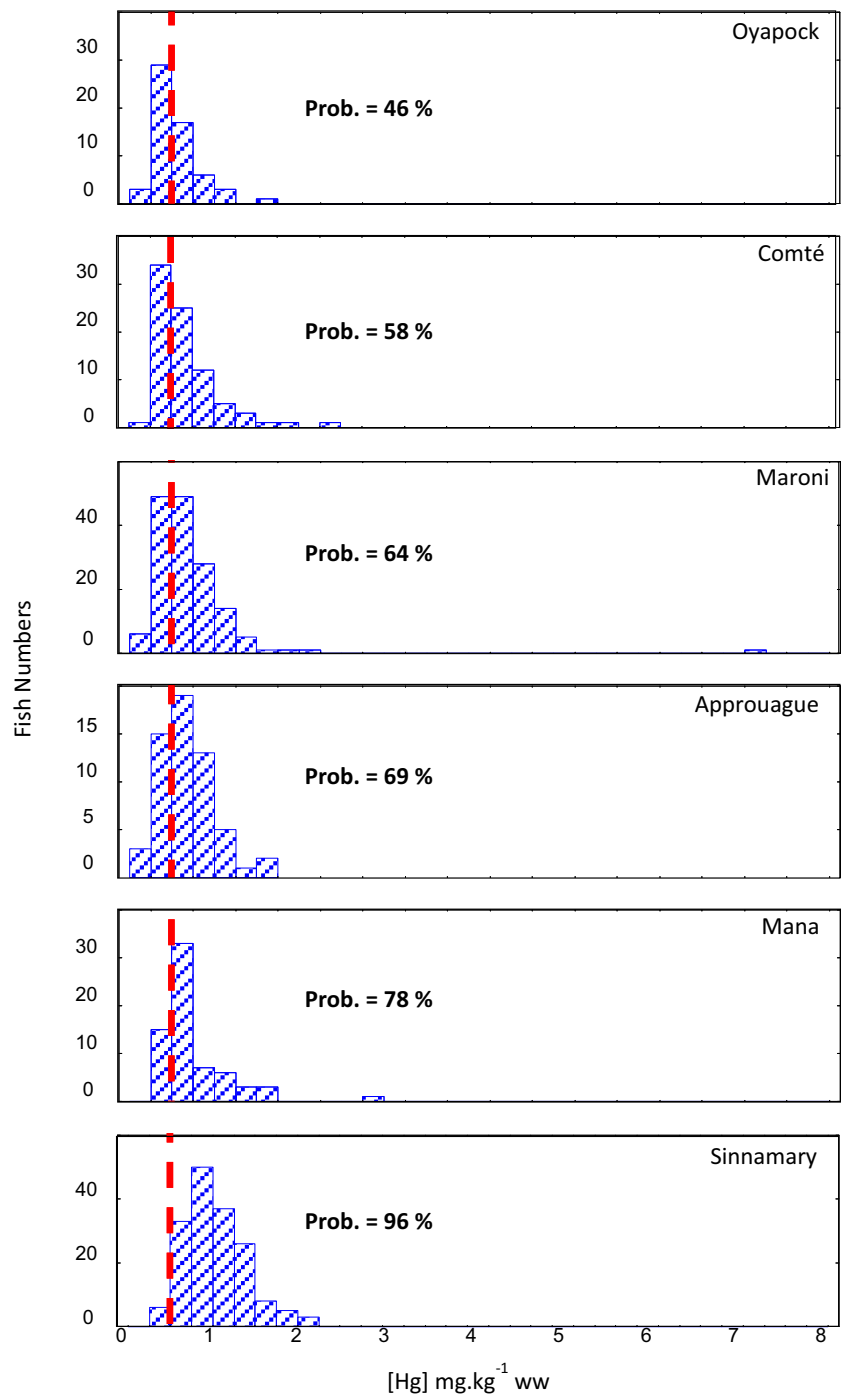 Oyapock
30
20
10
0
Prob. = 46 %
Comté
30
20
10
0
Prob. = 58 %
Maroni
40
20
0
Prob. = 64 %
Fish Numbers
Approuague
15
10
5
0
Prob. = 69 %
Mana
30
20
10
0
Prob. = 78 %
Sinnamary
40
20
0
Prob. = 96 %
0 1 2 3 4 5 6 7 8
[Hg] mg.kg⁻¹ ww